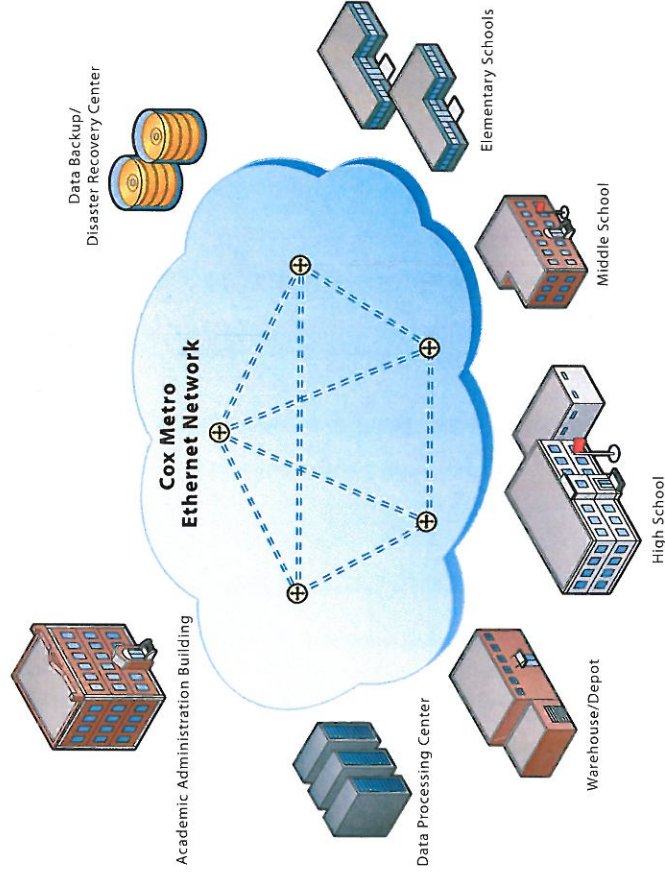 Data Backup/
Disaster Recovery Center
Cox Metro
Ethernet Network
Academic Administration Building
Elementary Schools
Data Processing Center
Middle School
Warehouse/Depot
High School